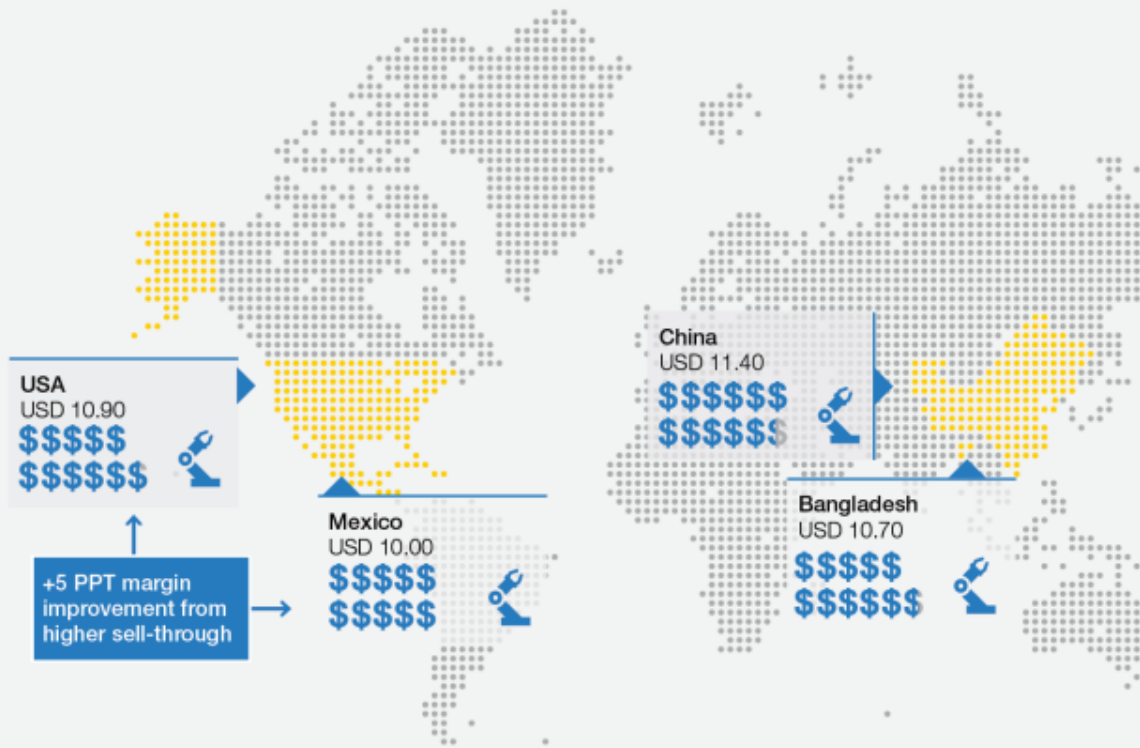 USA
USD 10.90
$$$$$
$$$$$$
+5 PPT margin
improvement from
higher sell-through
Mexico
USD 10.00
$$$$$
$$$$$
China
USD 11.40
$$$$$$
$$$$$$
Bangladesh
USD 10.70
$$$$$
$$$$$$